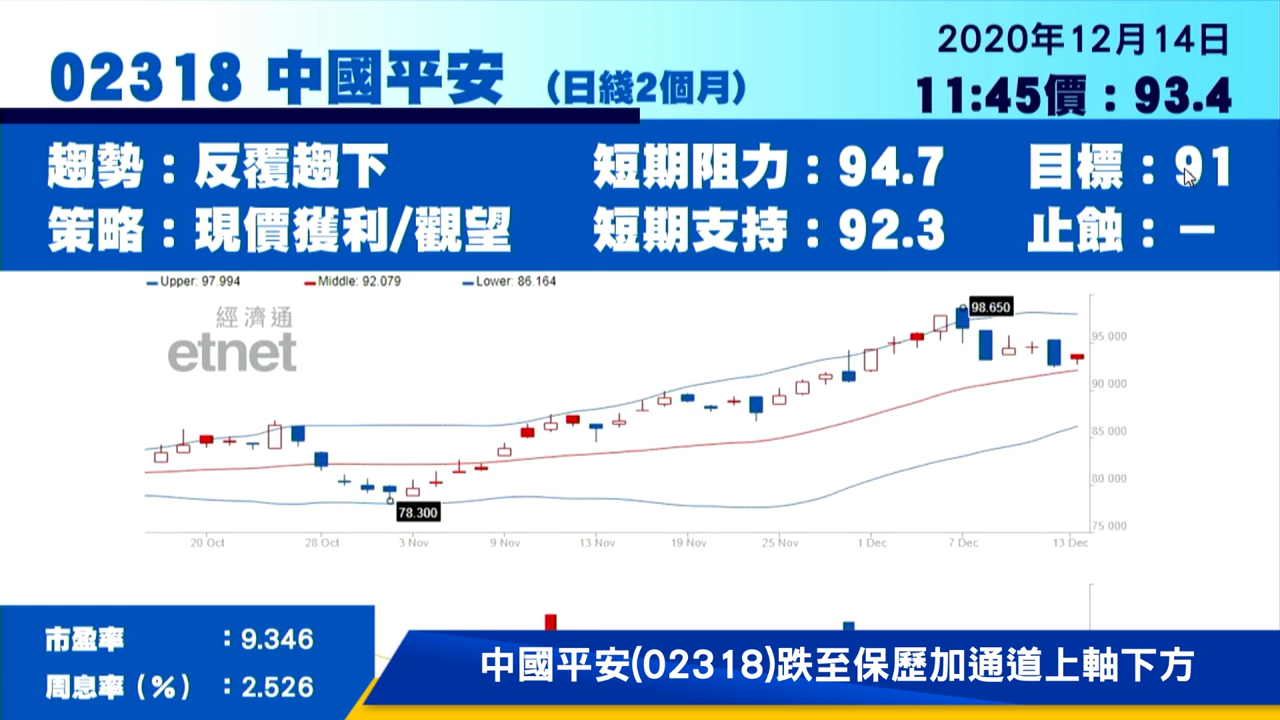 02318 中國平安 (日綫2個月)
2020年12月14日
11:45價：93.4
趨勢：反覆趨下 短期阻力：94.7 目標：91
策略：現價獲利/觀望 短期支持：92.3 止蝕：－
Upper: 97.994 Middle: 92.079 Lower: 86.164
經濟通
etnet
98.650
95 000
90 000
85 000
80 000
78.300
75 000
20 Oct 28 Oct 3 Nov 9 Nov 13 Nov 19 Nov 25 Nov 1 Dec 7 Dec 13 Dec
市盈率 ：9.346
周息率（%）：2.526
中國平安(02318)跌至保歷加通道上軸下方